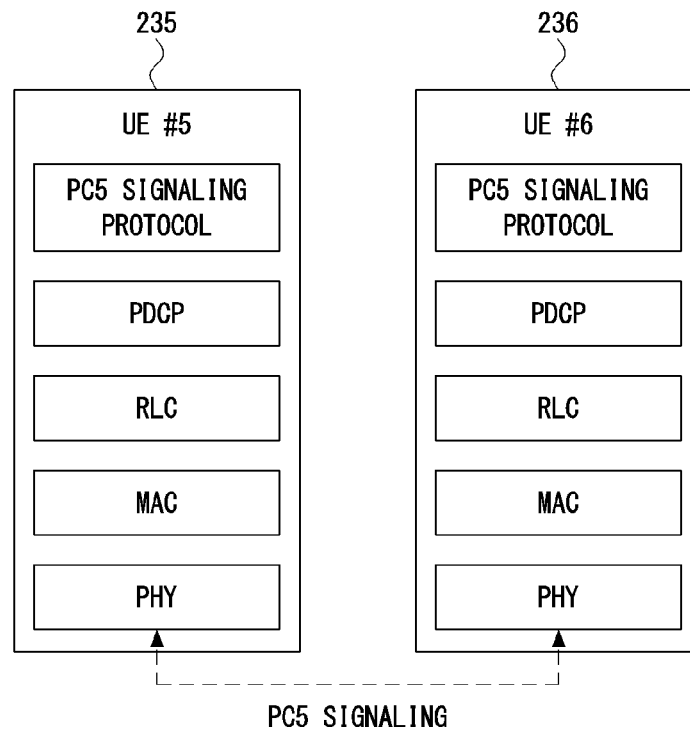 235
236
UE #5
UE #6
PC5 SIGNALING
PROTOCOL
PC5 SIGNALING
PROTOCOL
PDCP
PDCP
RLC
RLC
MAC
MAC
PHY
PHY
PC5 SIGNALING